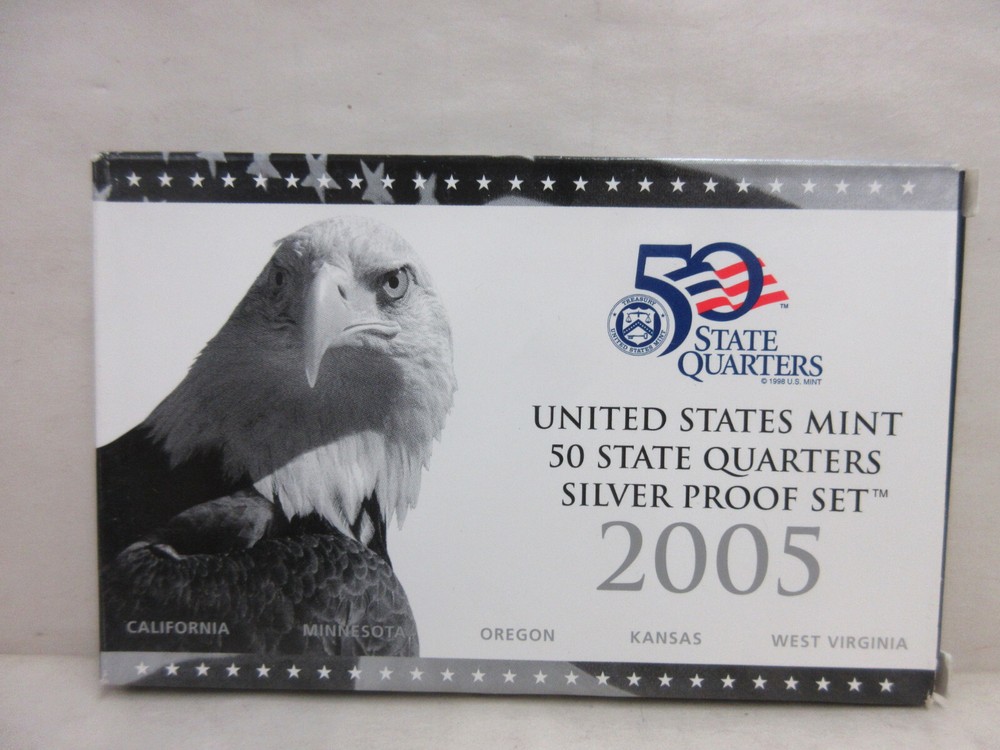 50
TM
TREASURY
UNITED STATES MINT
STATE
QUARTERS
© 1998 U.S. MINT
UNITED STATES MINT
50 STATE QUARTERS
SILVER PROOF SET™
2005
CALIFORNIA MINNESOTA OREGON KANSAS WEST VIRGINIA